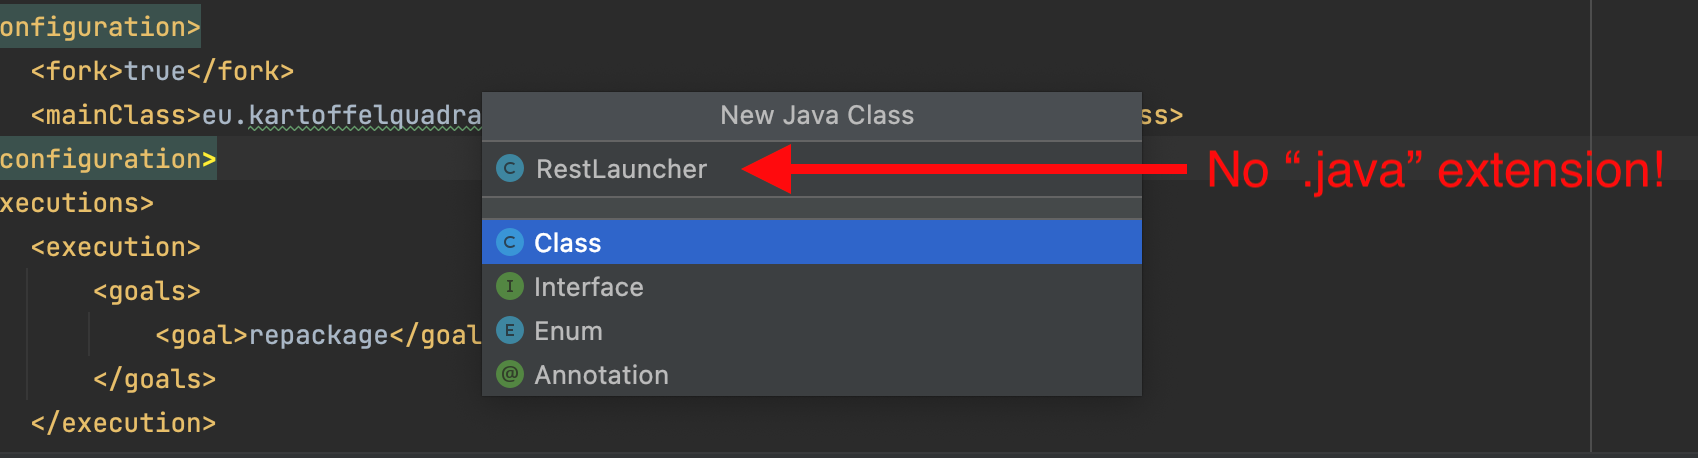 onfiguration>
<fork>true</fork>
<mainClass>eu.kartoffelquadra
ss>
New Java Class
configuration>
C RestLauncher
No “.java” extension!
xecutions>
<execution>
C Class
<goals>
I Interface
<goal>repackage</goal
E Enum
</goals>
@ Annotation
</execution>